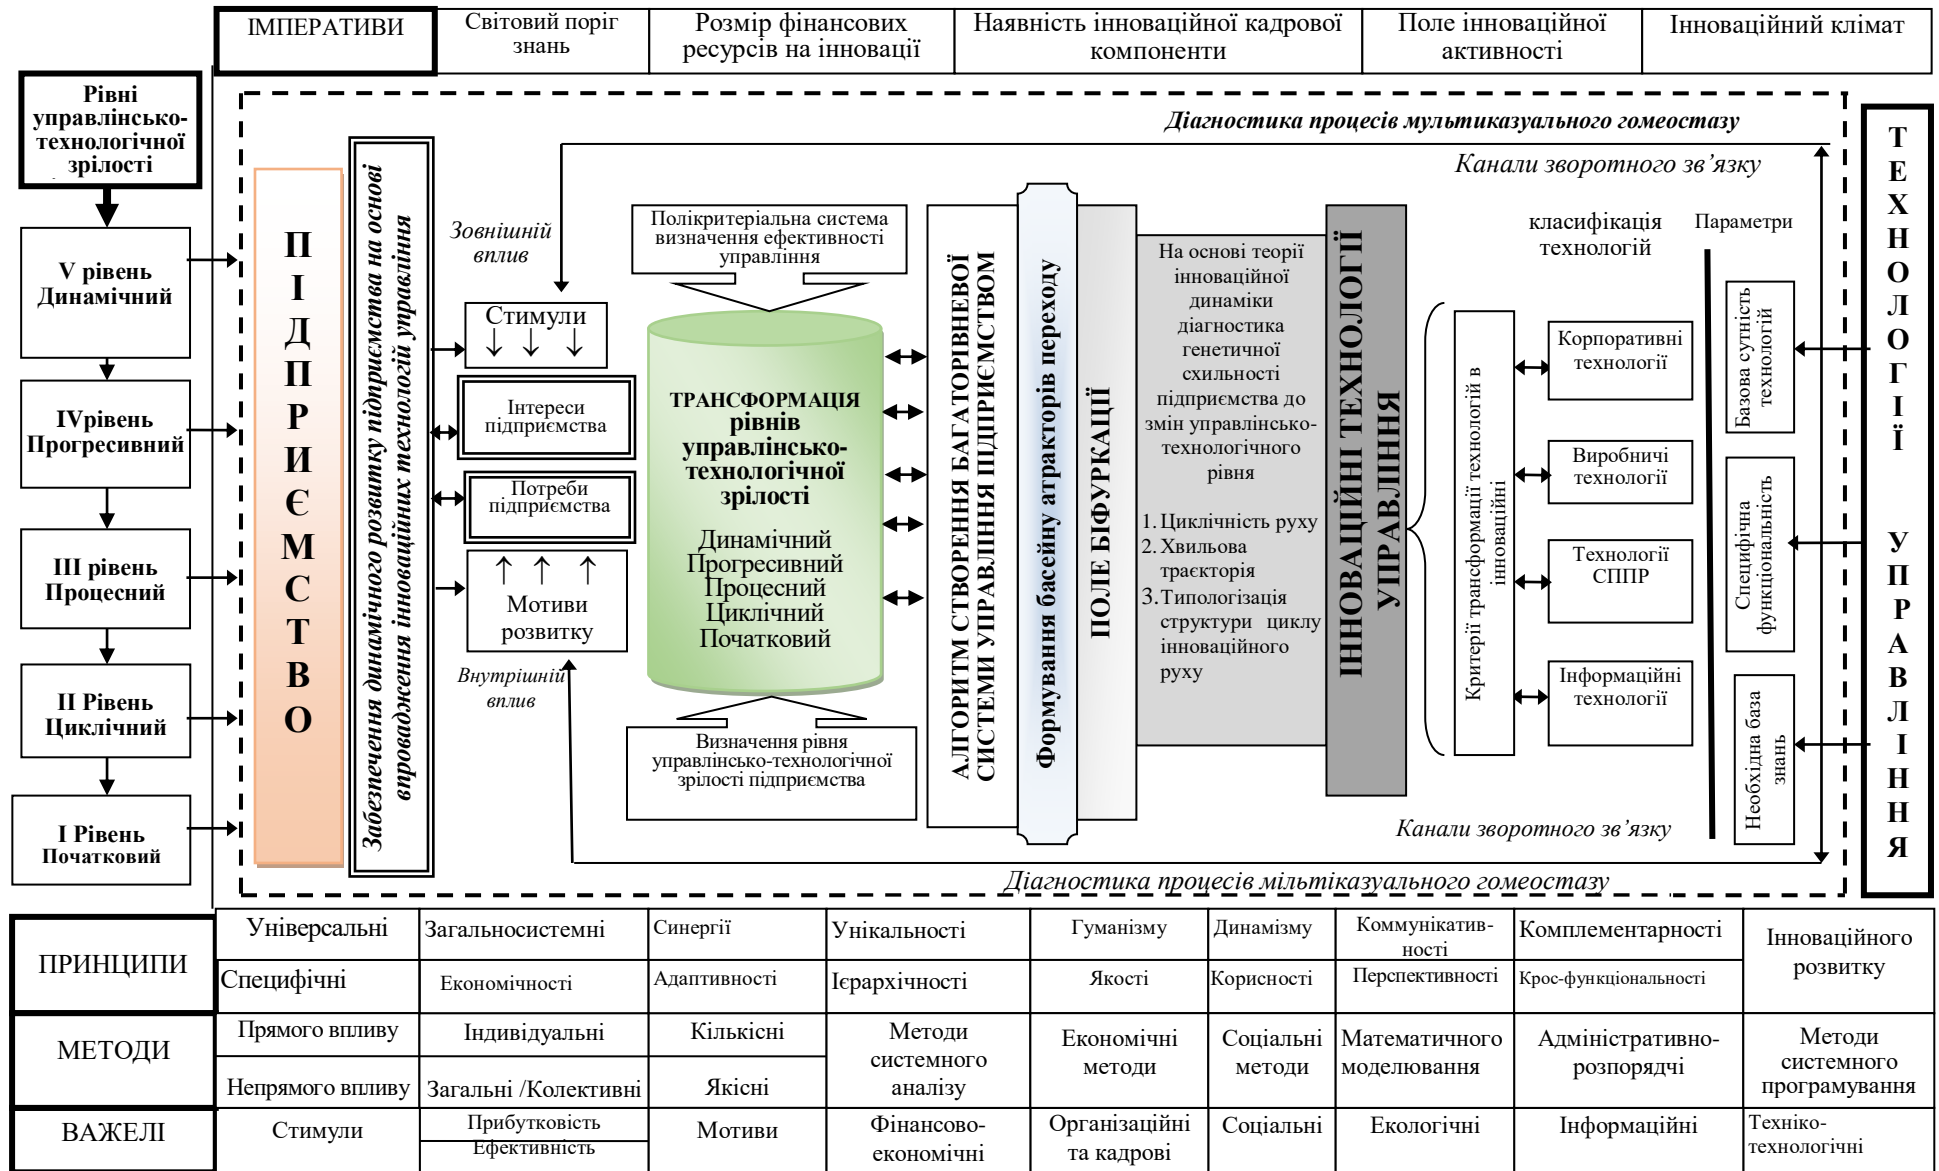 ІМПЕРАТИВИ
Світовий поріг
знань
Розмір фінансових
ресурсів на інновації
Наявність інноваційної кадрової
компоненти
Поле інноваційної
активності
Інноваційний клімат
Рівні
управлінсько-
технологічної
зрілості
V рівень
Динамічний
IVрівень
Прогресивний
III рівень
Процесний
II Рівень
Циклічний
I Рівень
Початковий
ПІДПРИЄМСТВО
Забезпечення динамічного розвитку підприємства на основі
впровадження інноваційних технологій управління
Діагностика процесів мультиказуального гомеостазу
Канали зворотного зв’язку
Зовнішній
вплив
Стимули
↓ ↓ ↓
Інтереси
підприємства
Потреби
підприємства
↑ ↑ ↑
Мотиви
розвитку
Внутрішній
вплив
Полікритеріальна система
визначення ефективності
управління
ТРАНСФОРМАЦІЯ
рівнів
управлінсько-
технологічної
зрілості
Динамічний
Прогресивний
Процесний
Циклічний
Початковий
Визначення рівня
управлінсько-технологічної
зрілості підприємства
АЛГОРИТМ СТВОРЕННЯ БАГАТОРІВНЕВОЇ
СИСТЕМИ УПРАВЛІННЯ ПІДПРИЄМСТВОМ
Формування басейну атракторів переходу
ПОЛЕ БІФУРКАЦІЇ
На основі теорії
інноваційної
динаміки
діагностика
генетичної
схильності
підприємства до
змін управлінсько-
технологічного
рівня
1. Циклічність руху
2. Хвильова
траєкторія
3. Типологізація
структури циклу
інноваційного
руху
ІННОВАЦІЙНІ ТЕХНОЛОГІЇ
УПРАВЛІННЯ
Критерії трансформації технологій в
інноваційні
класифікація
технологій
Корпоративні
технології
Виробничі
технології
Технології
СППР
Інформаційні
технології
Параметри
Базова сутність
технологій
Специфічна
функціональність
Необхідна база
знань
ТЕХНОЛОГІЇ
УПРАВЛІННЯ
Канали зворотного зв’язку
Діагностика процесів мільтіказуального гомеостазу
ПРИНЦИПИ
Універсальні
Загальносистемні
Синергії
Унікальності
Гуманізму
Динамізму
Коммунікатив-
ності
Комплементарності
Інноваційного
розвитку
Специфічні
Економічності
Адаптивності
Ієрархічності
Якості
Корисності
Перспективності
Крос-функціональності
МЕТОДИ
Прямого впливу
Індивідуальні
Кількісні
Методи
системного
аналізу
Економічні
методи
Соціальні
методи
Математичного
моделювання
Адміністративно-
розпорядчі
Методи
системного
програмування
Непрямого впливу
Загальні /Колективні
Якісні
ВАЖЕЛІ
Стимули
Прибутковість
Ефективність
Мотиви
Фінансово-
економічні
Організаційні
та кадрові
Соціальні
Екологічні
Інформаційні
Техніко-
технологічні